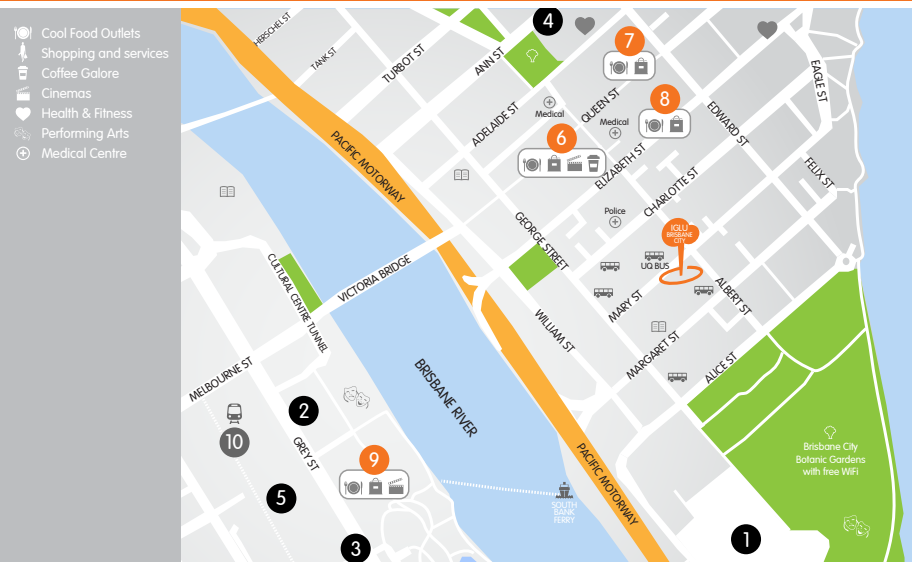 Cool Food Outlets
Shopping and services
Coffee Galore
Cinemas
Health & Fitness
Performing Arts
Medical Centre
HERSCHEL ST
TANK ST
TURBOT ST
ANN ST
4
7
EAGLE ST
ADELAIDE ST
Medical
QUEEN ST
8
EDWARD ST
Medical
6
PACIFIC MOTORWAY
ELIZABETH ST
CHARLOTTE ST
FELIX ST
Police
GEORGE STREET
IGLU
BRISBANE
CITY
UQ BUS
CULTURAL CENTRE TUNNEL
VICTORIA BRIDGE
MARY ST
ALBERT ST
WILLIAM ST
MARGARET ST
ALICE ST
MELBOURNE ST
BRISBANE RIVER
2
10
GREY ST
9
5
3
SOUTH
BANK
FERRY
PACIFIC MOTORWAY
Brisbane City
Botanic Gardens
with free WiFi
1